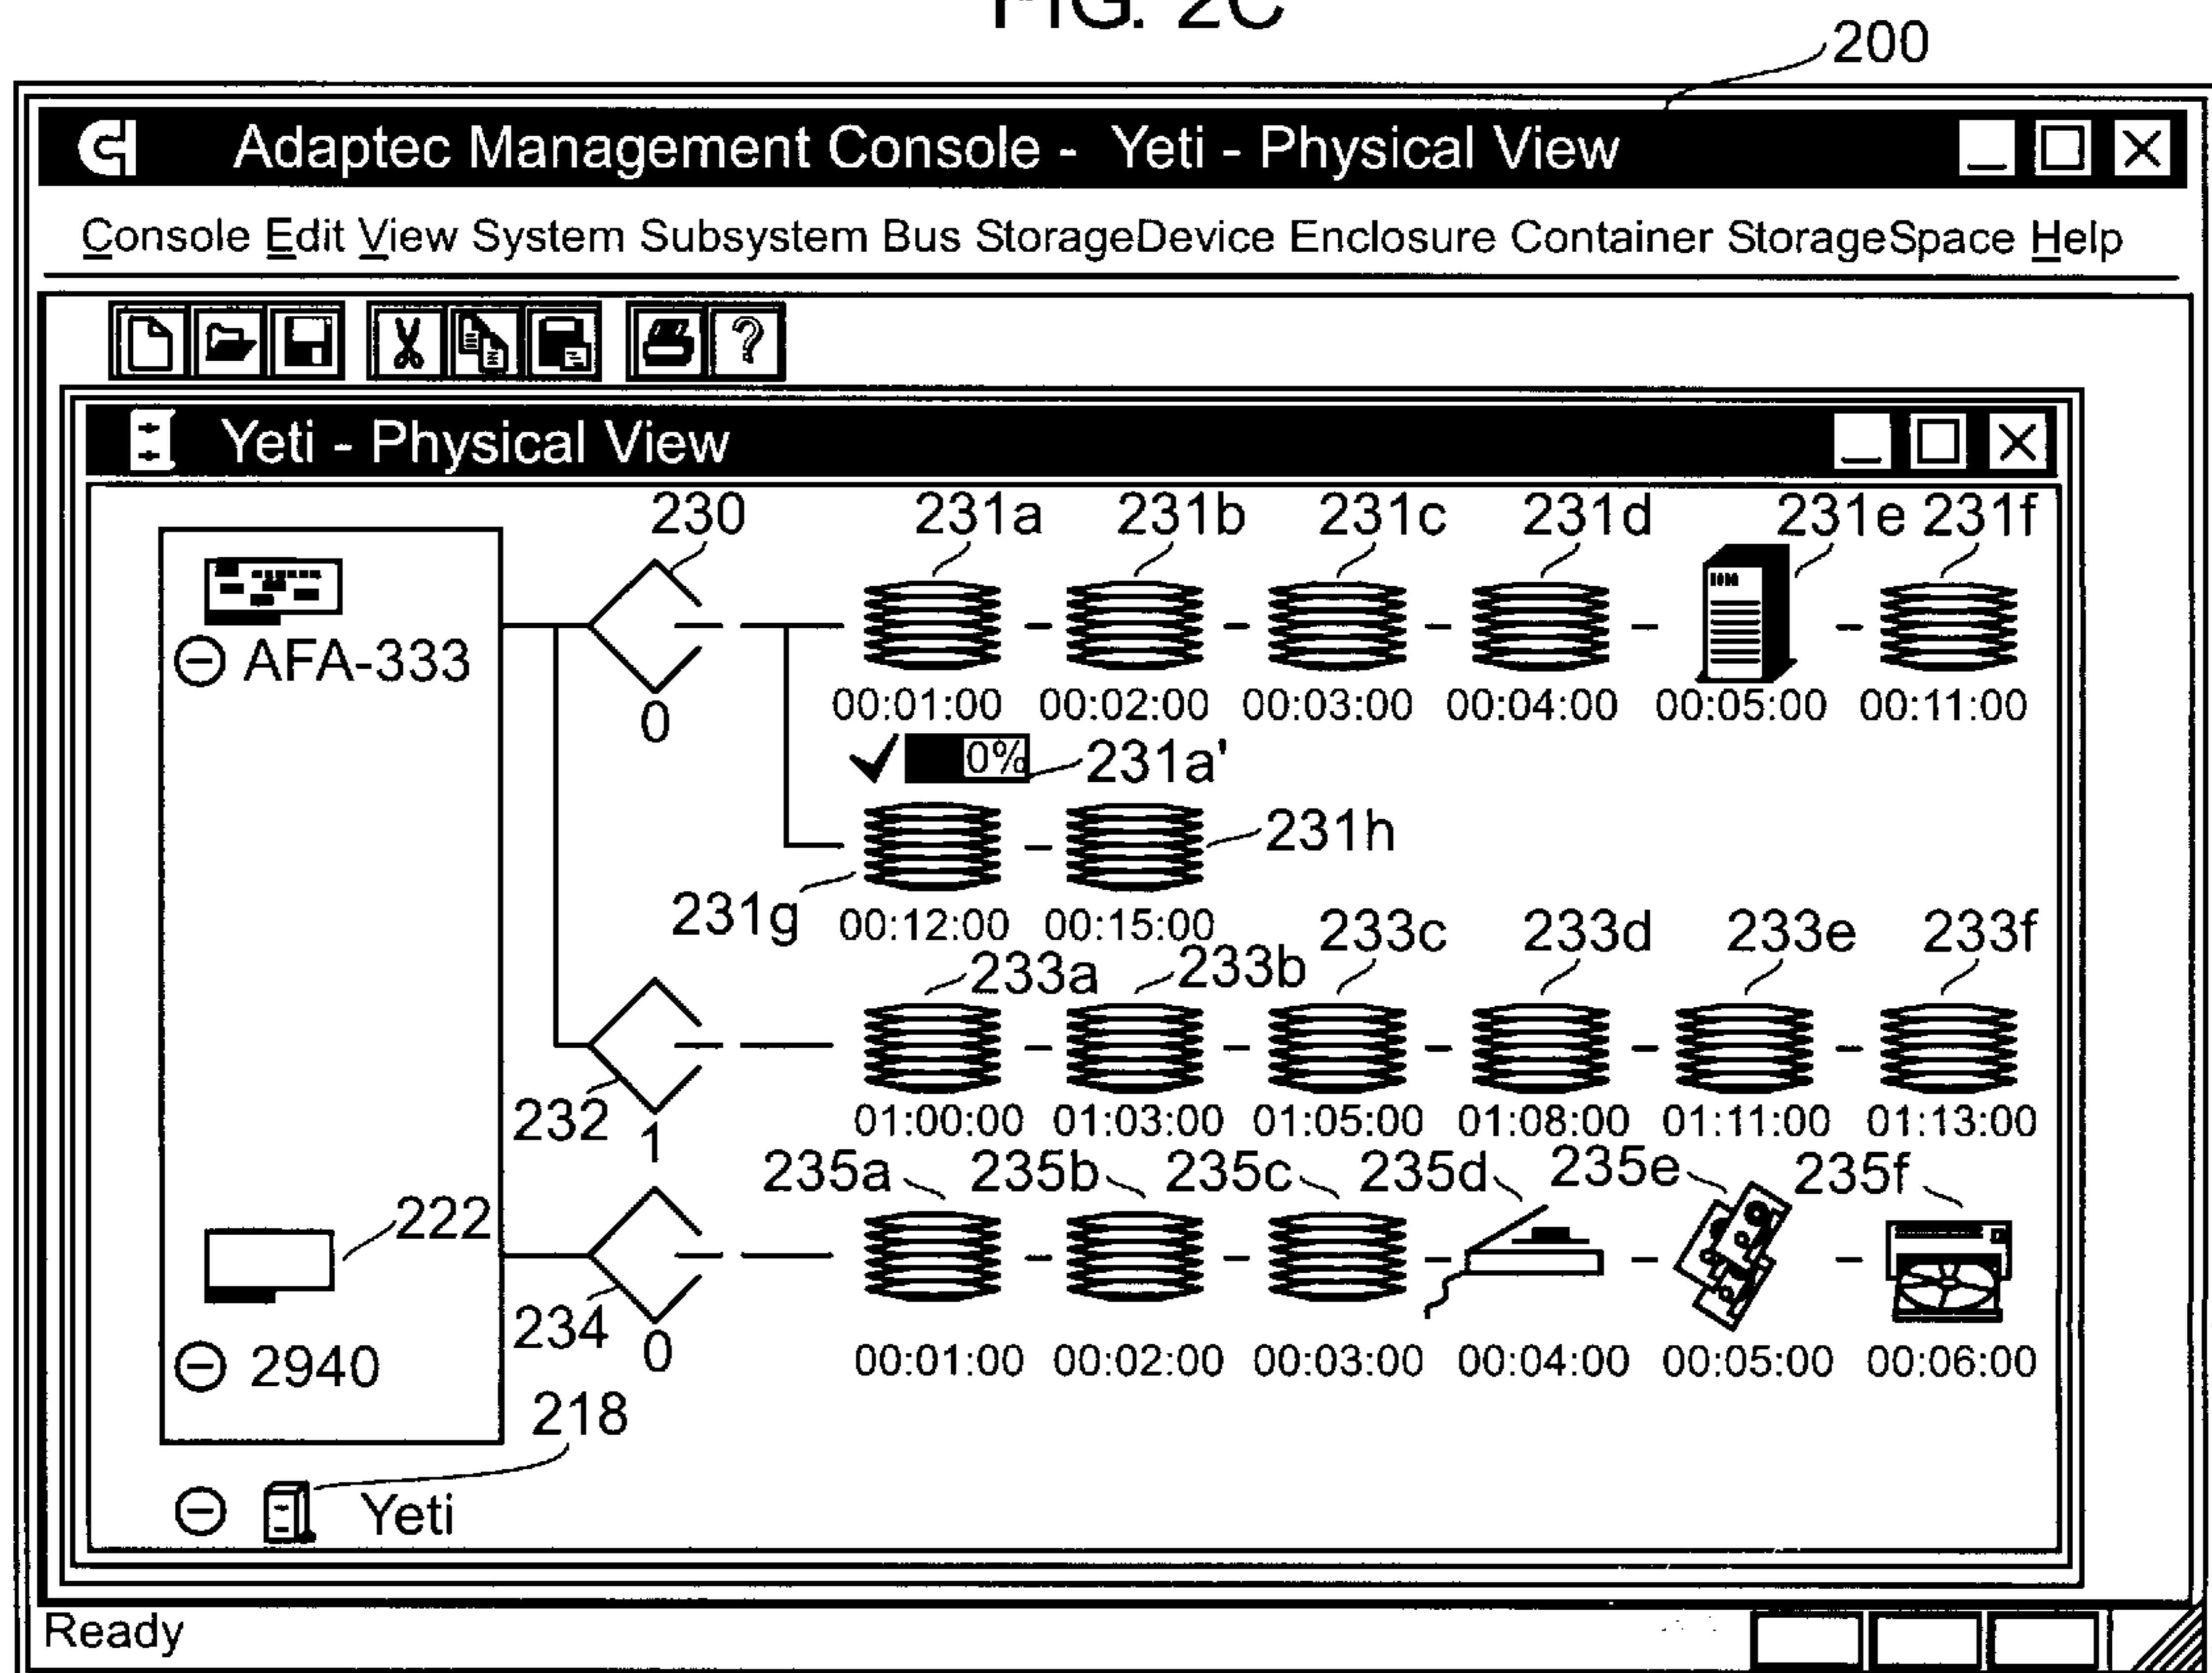 FIG. 2C
200
Adaptec Management Console - Yeti - Physical View
Console Edit View System Subsystem Bus StorageDevice Enclosure Container StorageSpace Help
?
Yeti - Physical View
230 231a 231b 231c 231d 231e 231f
AFA-333
0
00:01:00 00:02:00 00:03:00 00:04:00 00:05:00 00:11:00
0% 231a'
231h
231g 00:12:00 00:15:00 233c 233d 233e 233f
233a 233b
232 1 01:00:00 01:03:00 01:05:00 01:08:00 01:11:00 01:13:00
235a 235b 235c 235d 235e 235f
222
234 0 00:01:00 00:02:00 00:03:00 00:04:00 00:05:00 00:06:00
2940
218
Yeti
Ready